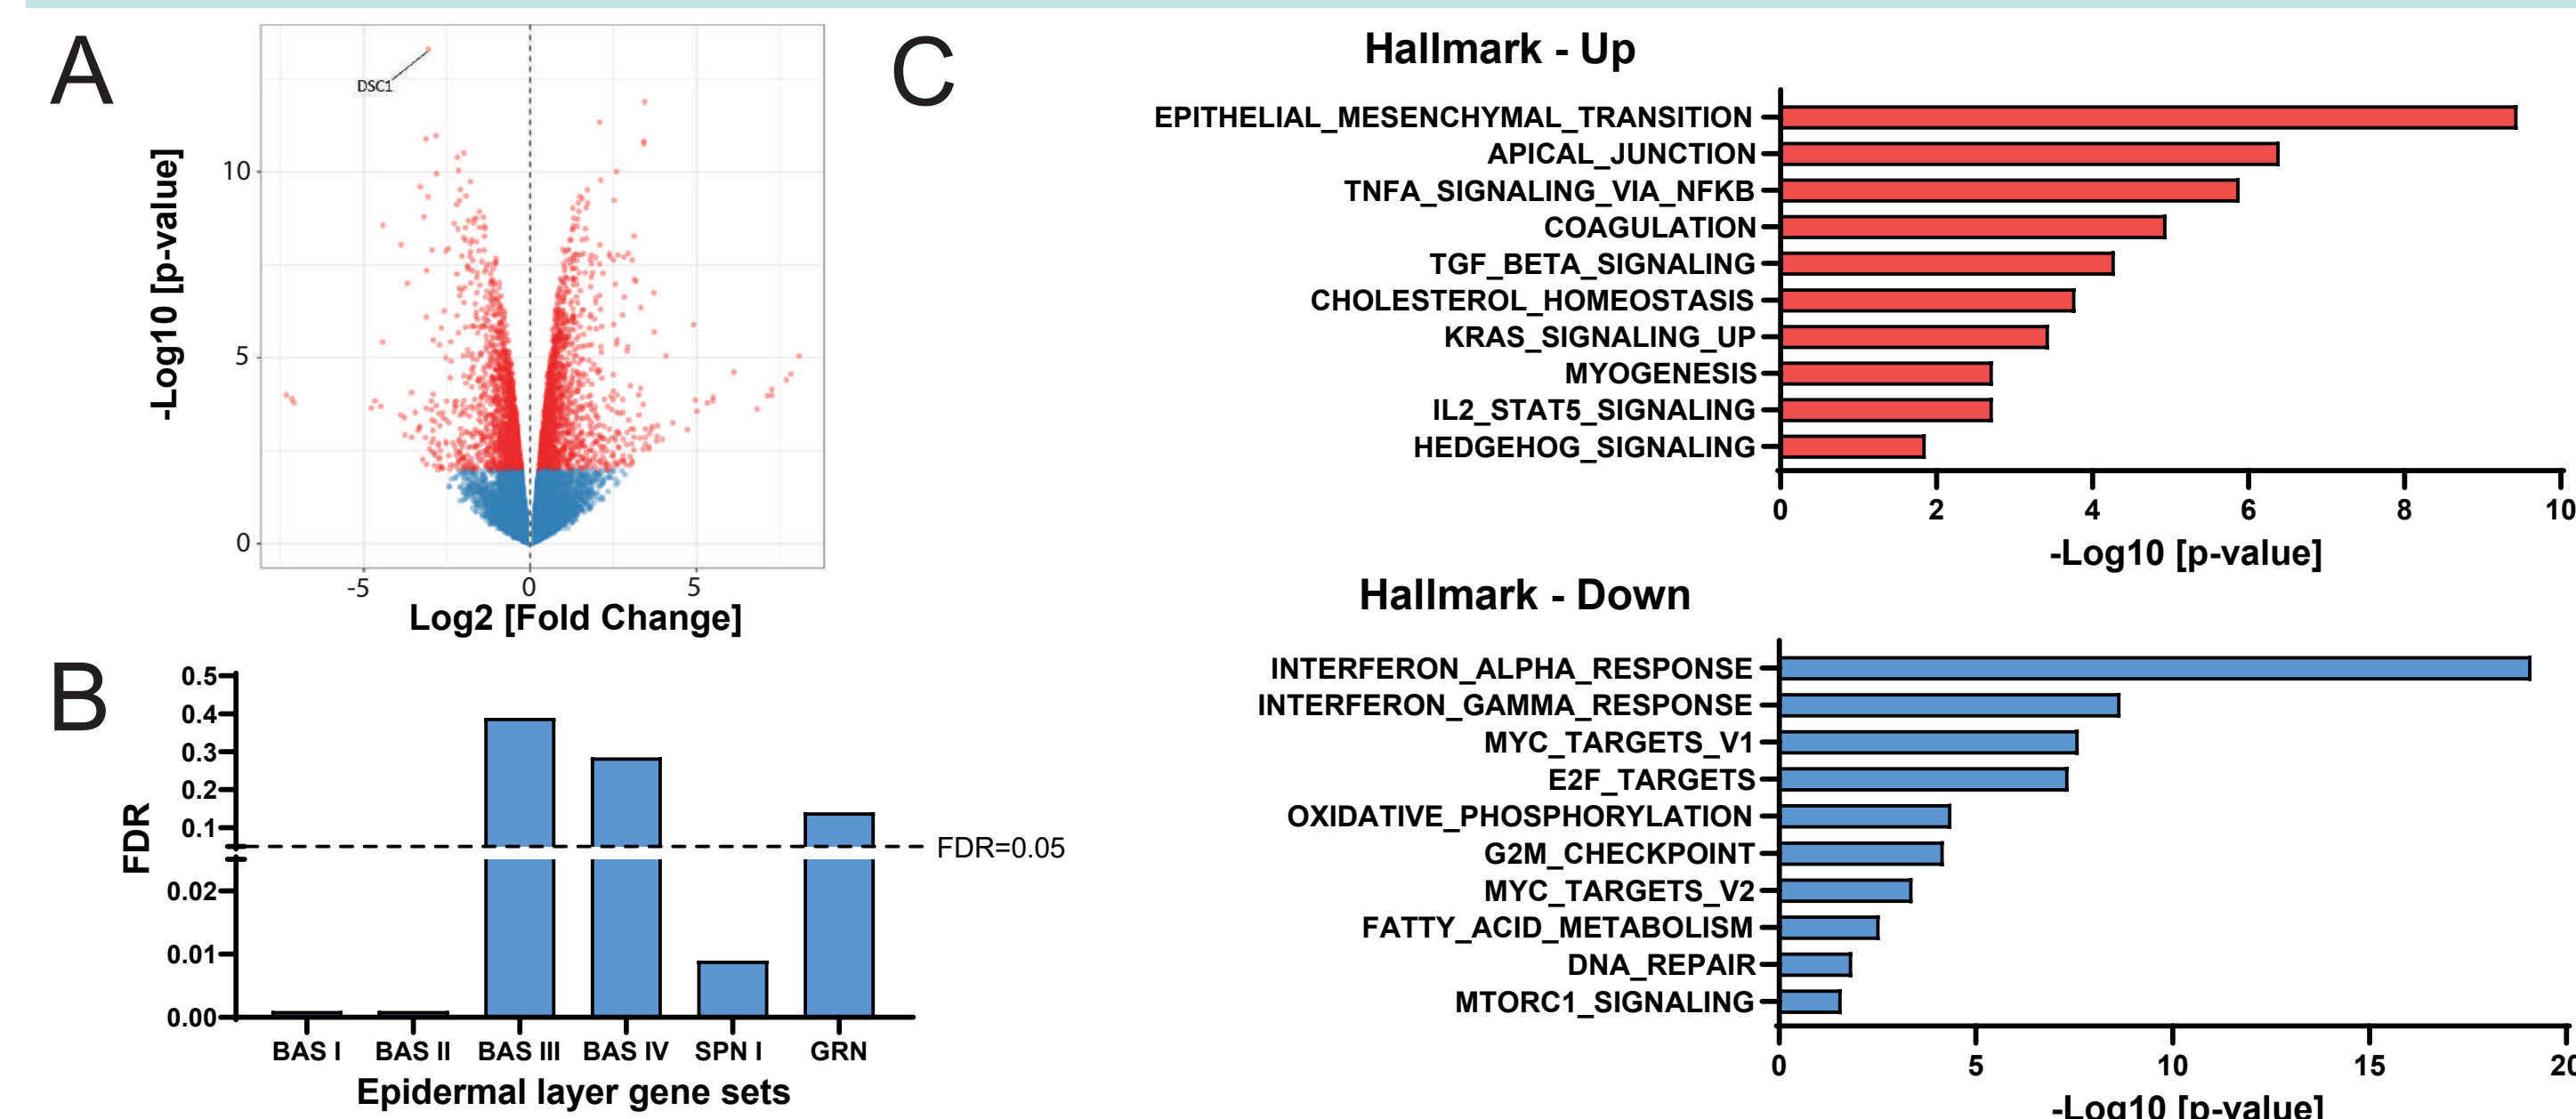 A
DSC1
10
5
0
-Log10 [p-value]
-5 0 5
Log2 [Fold Change]
B
0.5
0.4
0.3
0.2
0.1
0.02
0.01
0.00
FDR
FDR=0.05
BAS I BAS II BAS III BAS IV SPN I GRN
Epidermal layer gene sets
C
Hallmark - Up
EPITHELIAL_MESENCHYMAL_TRANSITION
APICAL_JUNCTION
TNFA_SIGNALING_VIA_NFKB
COAGULATION
TGF_BETA_SIGNALING
CHOLESTEROL_HOMEOSTASIS
KRAS_SIGNALING_UP
MYOGENESIS
IL2_STAT5_SIGNALING
HEDGEHOG_SIGNALING
0 2 4 6 8 10
-Log10 [p-value]
Hallmark - Down
INTERFERON_ALPHA_RESPONSE
INTERFERON_GAMMA_RESPONSE
MYC_TARGETS_V1
E2F_TARGETS
OXIDATIVE_PHOSPHORYLATION
G2M_CHECKPOINT
MYC_TARGETS_V2
FATTY_ACID_METABOLISM
DNA_REPAIR
MTORC1_SIGNALING
0 5 10 15 20
-Log10 [p-value]